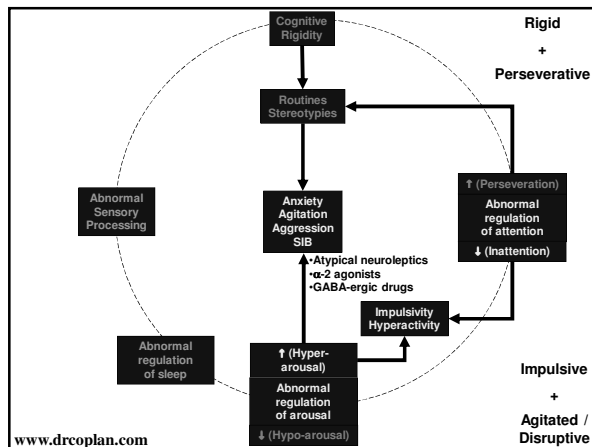 Cognitive
Rigidity
Rigid
+
Perseverative
Routines
Stereotypies
↑ (Perseveration)
Abnormal
regulation
of attention
↓ (Inattention)
Abnormal
Sensory
Processing
Anxiety
Agitation
Aggression
SIB
•Atypical neuroleptics
•α-2 agonists
•GABA-ergic drugs
Impulsivity
Hyperactivity
Abnormal
regulation
of sleep
↑ (Hyper-
arousal)
Abnormal
regulation
of arousal
↓ (Hypo-arousal)
Impulsive
+
Agitated /
Disruptive
www.drcoplan.com